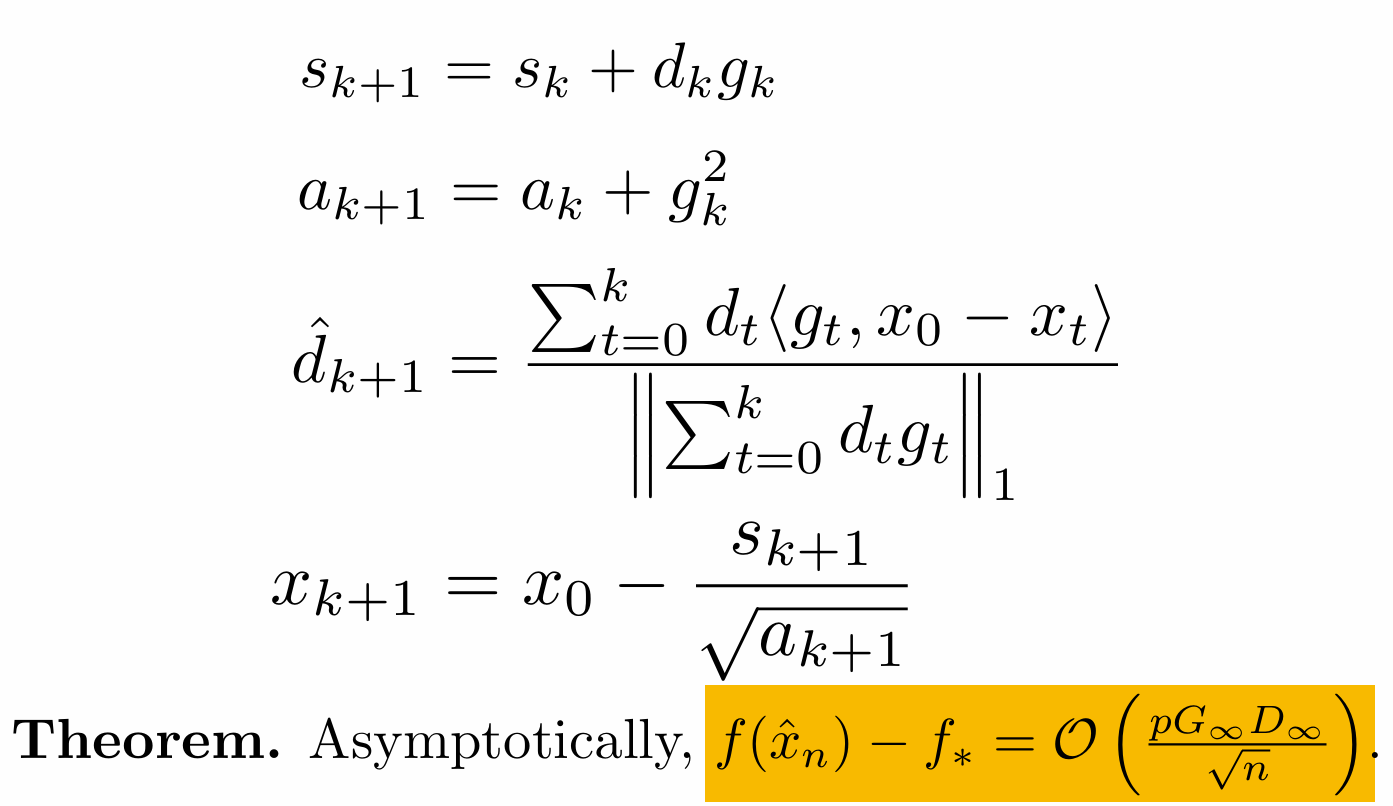 s_{k+1} = s_k + d_k g_k
a_{k+1} = a_k + g_k^2
\hat{d}_{k+1} = \frac{\sum_{t=0}^{k} d_t \langle g_t, x_0 - x_t \rangle}{\left\| \sum_{t=0}^{k} d_t g_t \right\|_1}
x_{k+1} = x_0 - \frac{s_{k+1}}{\sqrt{a_{k+1}}}
Theorem. Asymptotically, f(\hat{x}_n) - f_* = \mathcal{O}\left(\frac{pG_\infty D_\infty}{\sqrt{n}}\right).